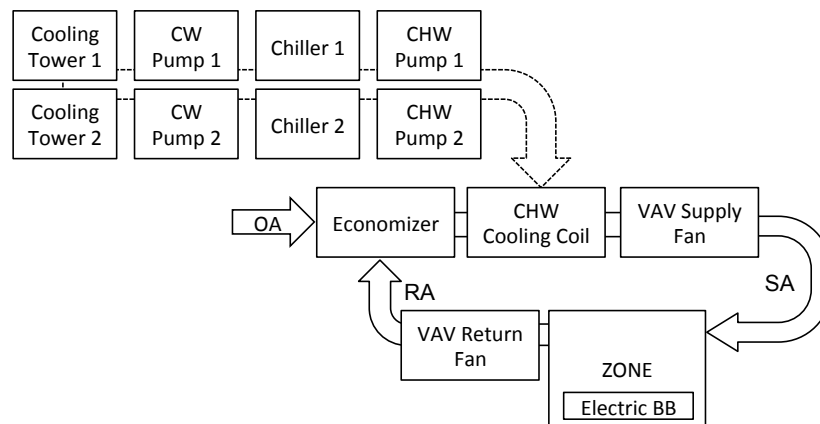 Cooling
Tower 1
CW
Pump 1
Chiller 1
CHW
Pump 1
Cooling
Tower 2
CW
Pump 2
Chiller 2
CHW
Pump 2
OA
Economizer
CHW
Cooling Coil
VAV Supply
Fan
RA
SA
VAV Return
Fan
ZONE
Electric BB